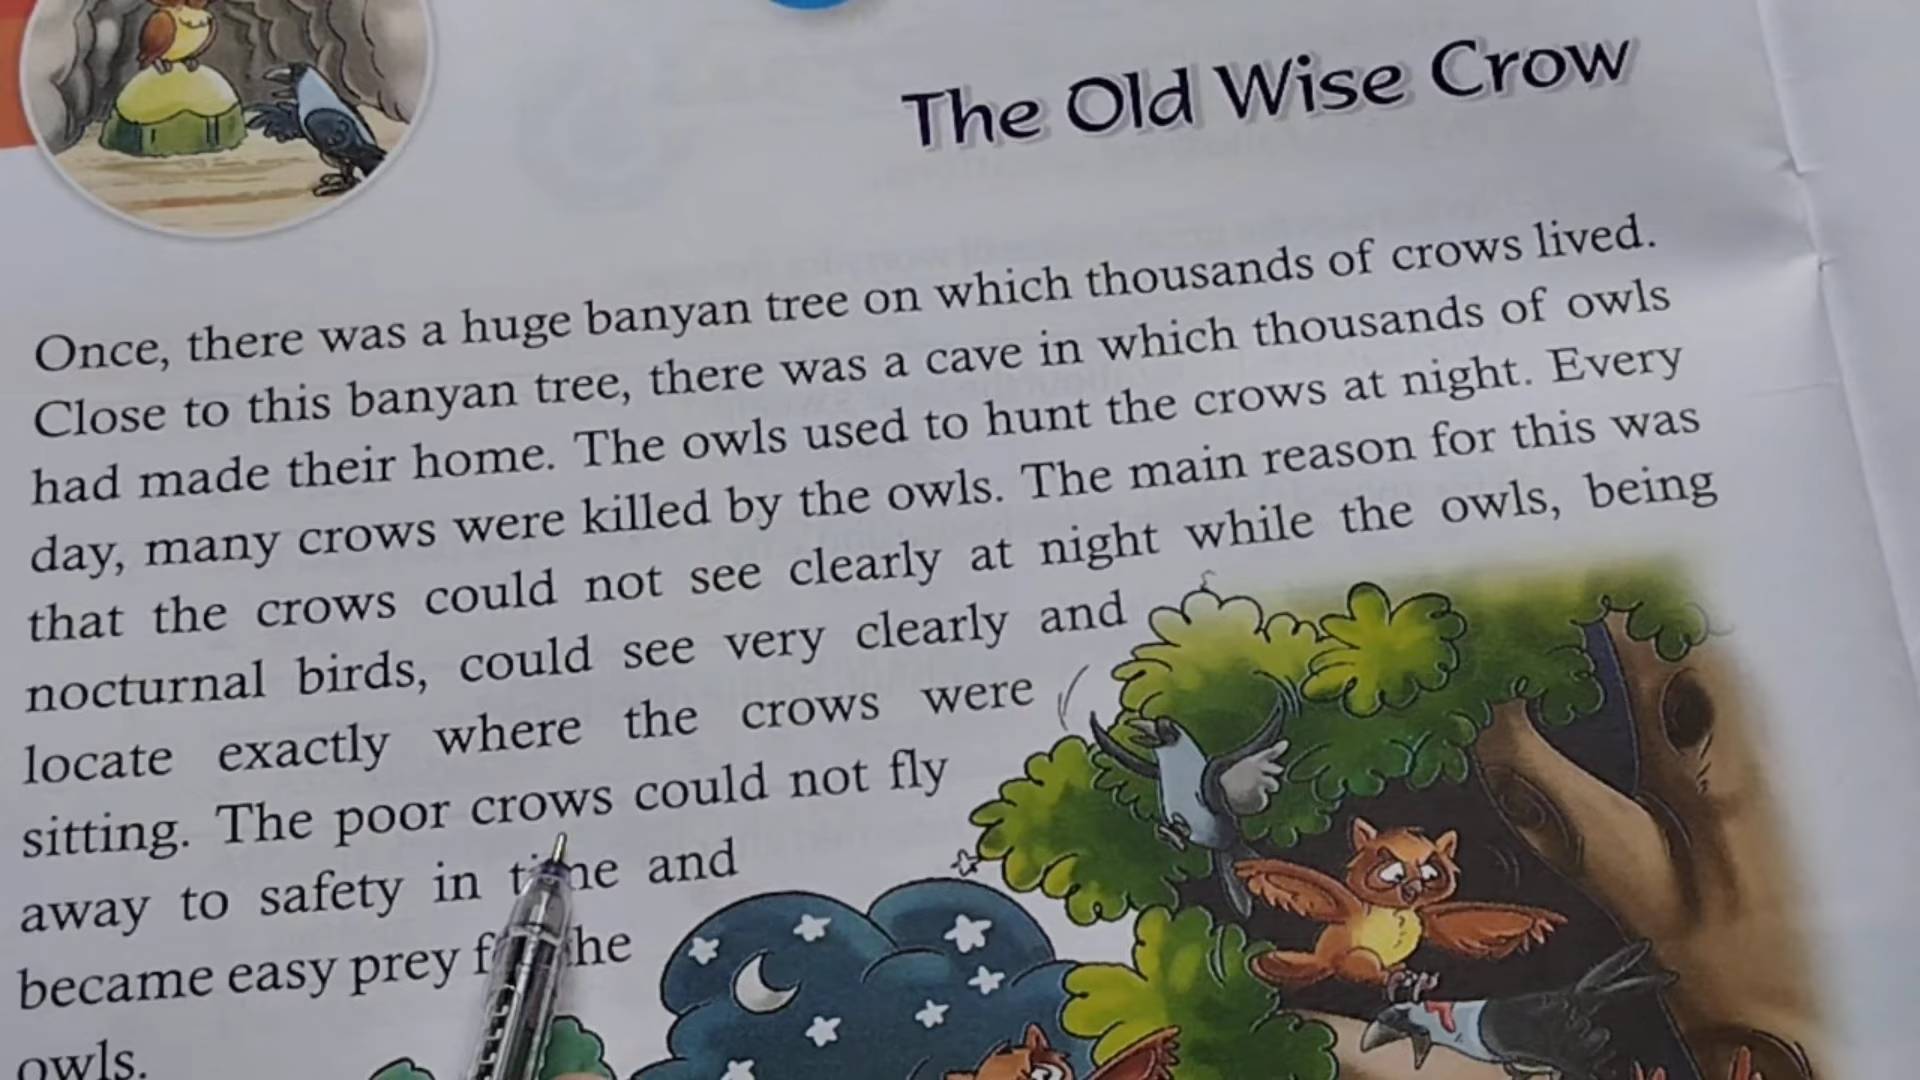 The Old Wise Crow
Once, there was a huge banyan tree on which thousands of crows lived.
Close to this banyan tree, there was a cave in which thousands of owls
had made their home. The owls used to hunt the crows at night. Every
day, many crows were killed by the owls. The main reason for this was
that the crows could not see clearly at night while the owls, being
nocturnal birds, could see very clearly and
locate exactly where the crows were
sitting. The poor crows could not fly
away to safety in time and
became easy prey he
owls.